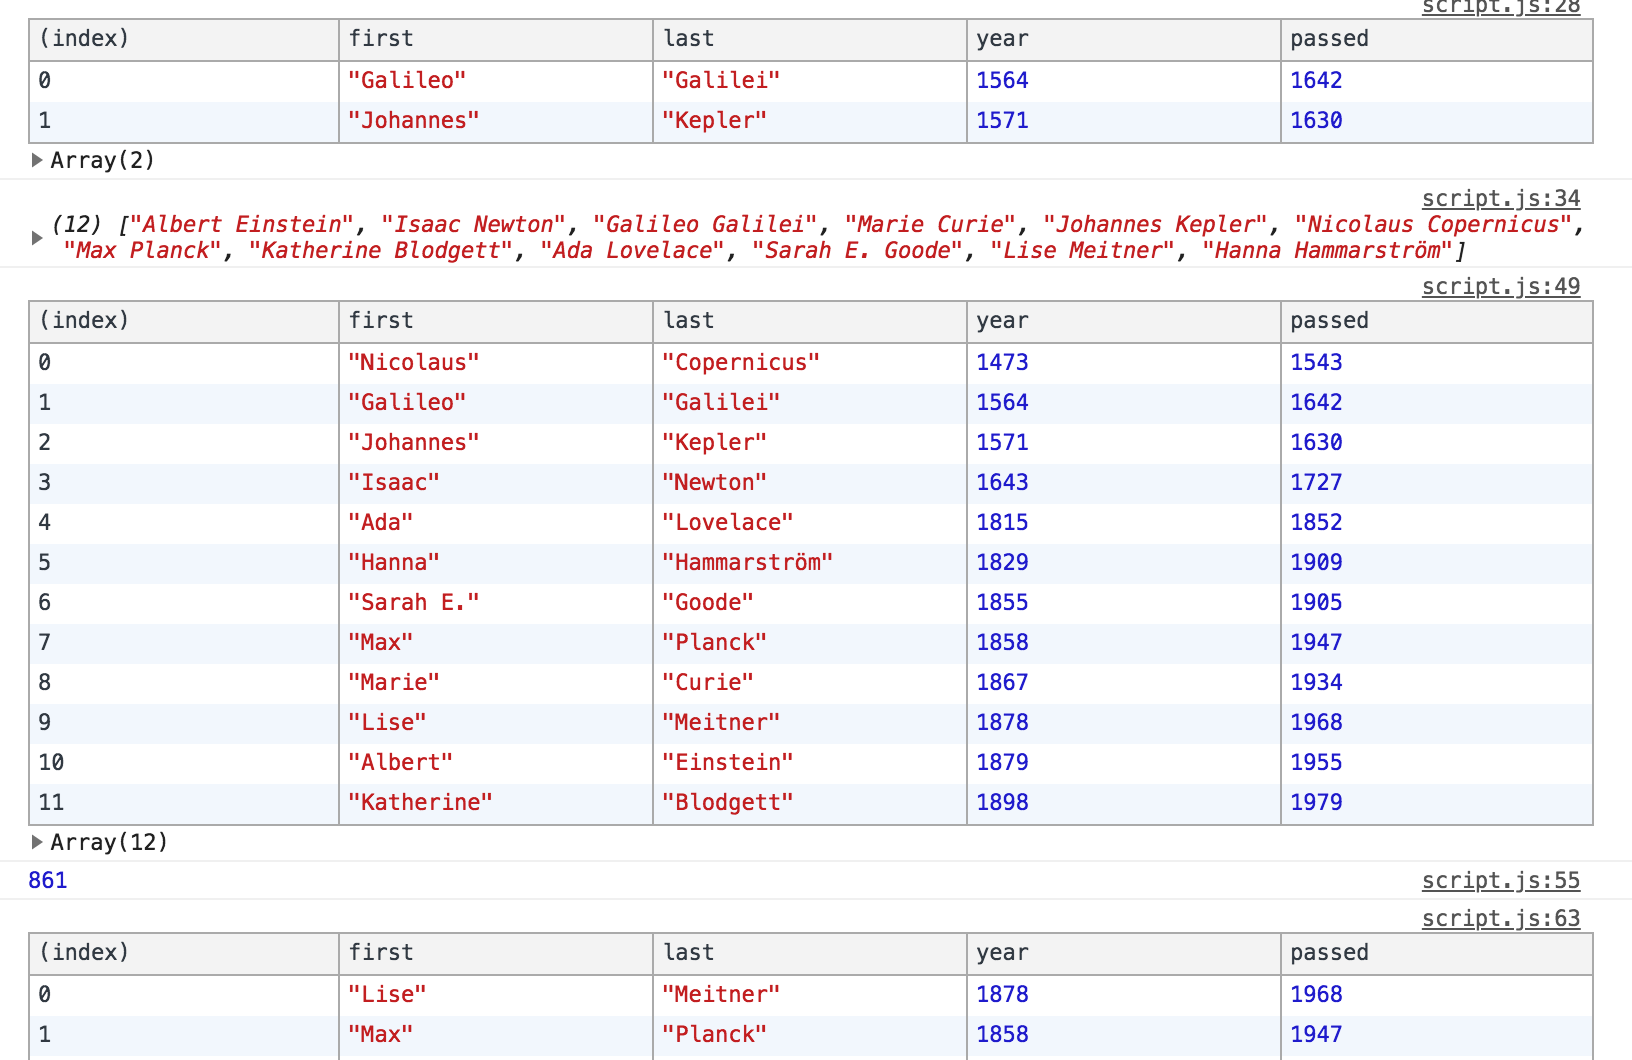 script.js:28
(index) first last year passed
0 "Galileo" "Galilei" 1564 1642
1 "Johannes" "Kepler" 1571 1630
Array(2)
script.js:34
(12) ["Albert Einstein", "Isaac Newton", "Galileo Galilei", "Marie Curie", "Johannes Kepler", "Nicolaus Copernicus",
"Max Planck", "Katherine Blodgett", "Ada Lovelace", "Sarah E. Goode", "Lise Meitner", "Hanna Hammarström"]
script.js:49
(index) first last year passed
0 "Nicolaus" "Copernicus" 1473 1543
1 "Galileo" "Galilei" 1564 1642
2 "Johannes" "Kepler" 1571 1630
3 "Isaac" "Newton" 1643 1727
4 "Ada" "Lovelace" 1815 1852
5 "Hanna" "Hammarström" 1829 1909
6 "Sarah E." "Goode" 1855 1905
7 "Max" "Planck" 1858 1947
8 "Marie" "Curie" 1867 1934
9 "Lise" "Meitner" 1878 1968
10 "Albert" "Einstein" 1879 1955
11 "Katherine" "Blodgett" 1898 1979
Array(12)
861 script.js:55
script.js:63
(index) first last year passed
0 "Lise" "Meitner" 1878 1968
1 "Max" "Planck" 1858 1947